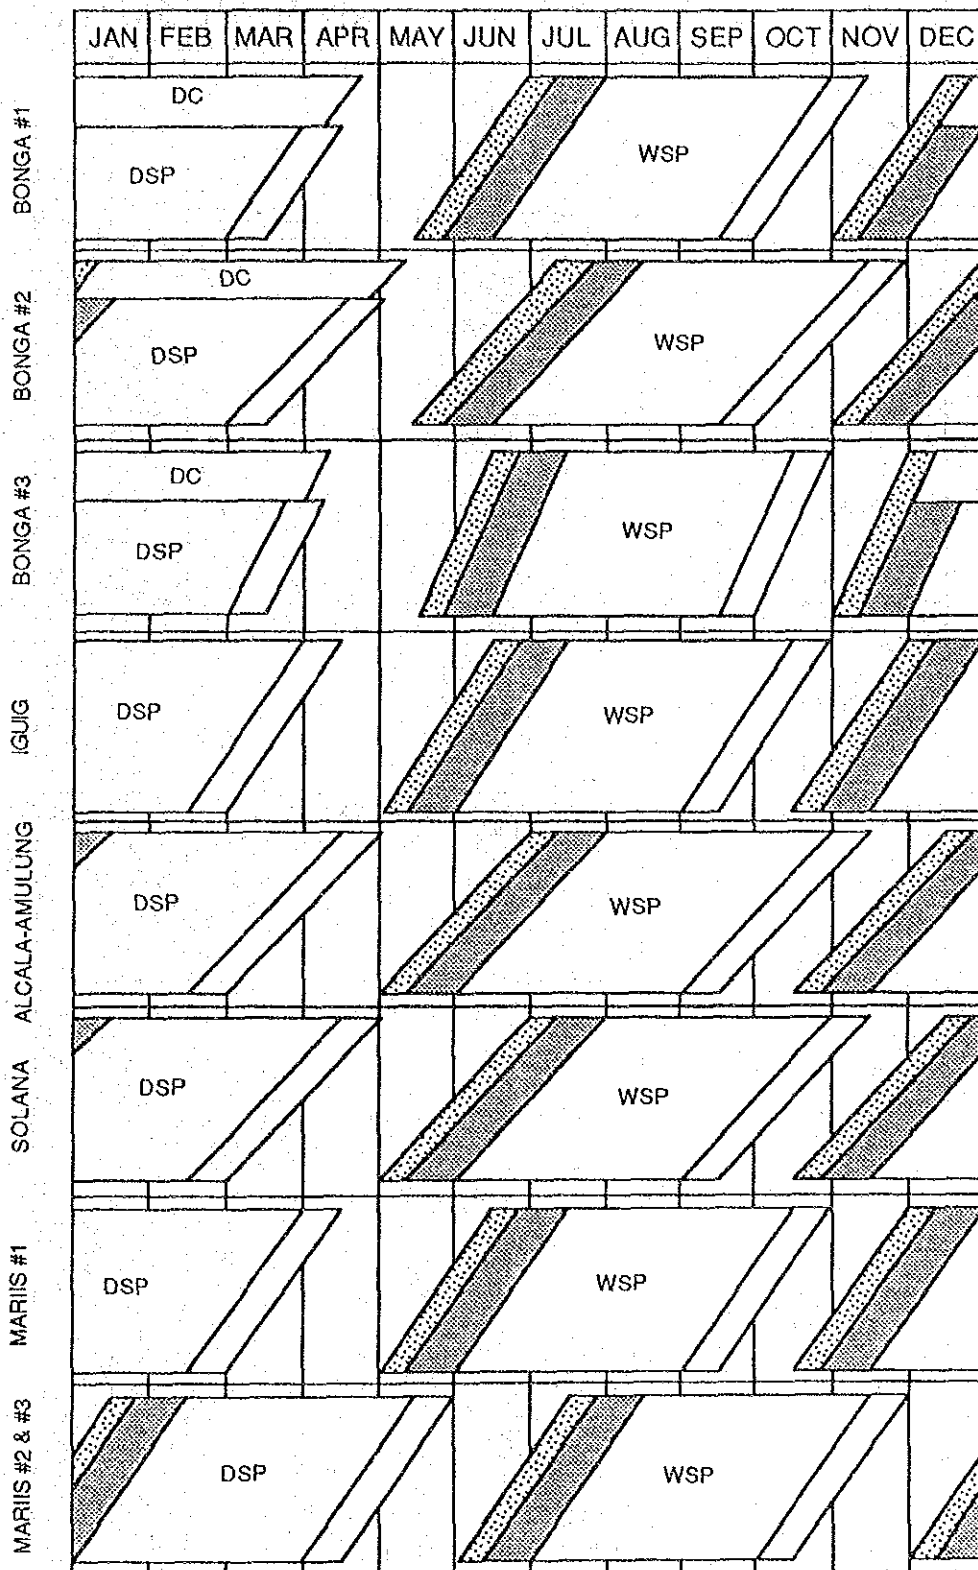 JAN FEB MAR APR MAY JUN JUL AUG SEP OCT NOV DEC
BONGA #1
DC
DSP
WSP
BONGA #2
DC
DSP
WSP
BONGA #3
DC
DSP
WSP
IGUIG
DSP
WSP
ALCALA-AMULUNG
DSP
WSP
SOLANA
DSP
WSP
MARIIS #1
DSP
WSP
MARIIS #2 & #3
DSP
WSP